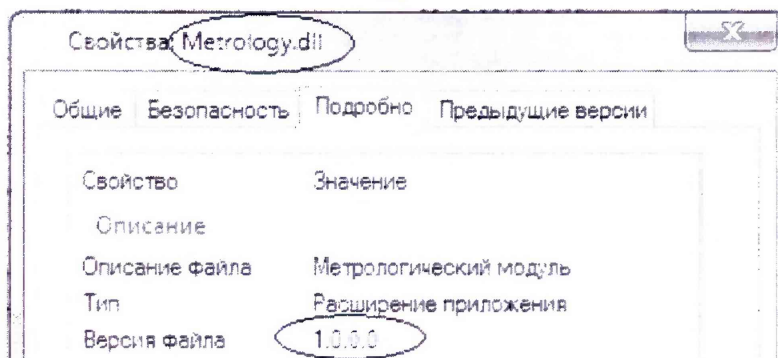 Свойства: Metrology.dll
Общие Безопасность Подробно Предыдущие версии
Свойство Значение
Описание
Описание файла Метрологический модуль
Тип Расширение приложения
Версия файла 1.0.0.0